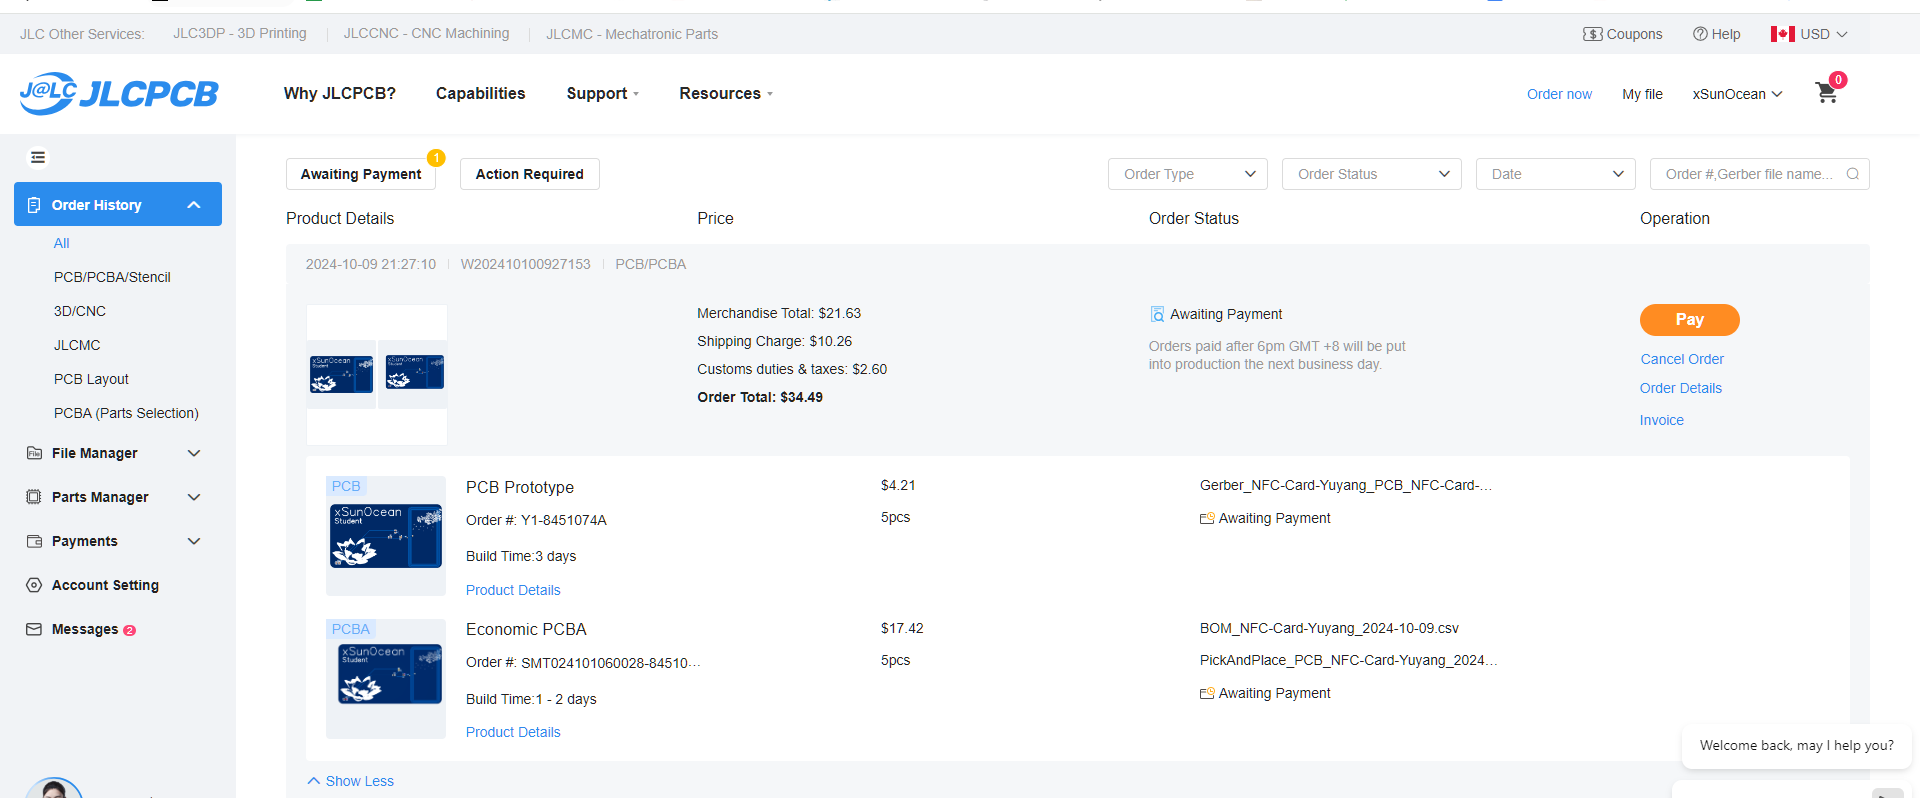 JLC Other Services:
JLC3DP - 3D Printing
JLCCNC - CNC Machining
JLCMC - Mechatronic Parts
Coupons
Help
USD
J@LC JLCPCB
Why JLCPCB?
Capabilities
Support
Resources
Order now
My file
xSunOcean
0
Order History
All
PCB/PCBA/Stencil
3D/CNC
JLCMC
PCB Layout
PCBA (Parts Selection)
File Manager
Parts Manager
Payments
Account Setting
Messages 2
Awaiting Payment
1
Action Required
Order Type
Order Status
Date
Order #,Gerber file name...
Product Details
Price
Order Status
Operation
2024-10-09 21:27:10
W202410100927153
PCB/PCBA
xSunOcean
Student
xSunOcean
Student
Merchandise Total: $21.63
Shipping Charge: $10.26
Customs duties & taxes: $2.60
Order Total: $34.49
Awaiting Payment
Orders paid after 6pm GMT +8 will be put
into production the next business day.
Pay
Cancel Order
Order Details
Invoice
PCB
xSunOcean
Student
PCB Prototype
Order #: Y1-8451074A
Build Time:3 days
Product Details
$4.21
5pcs
Gerber_NFC-Card-Yuyang_PCB_NFC-Card-...
Awaiting Payment
PCBA
xSunOcean
Student
Economic PCBA
Order #: SMT024101060028-84510...
Build Time:1 - 2 days
Product Details
$17.42
5pcs
BOM_NFC-Card-Yuyang_2024-10-09.csv
PickAndPlace_PCB_NFC-Card-Yuyang_2024...
Awaiting Payment
Show Less
Welcome back, may I help you?